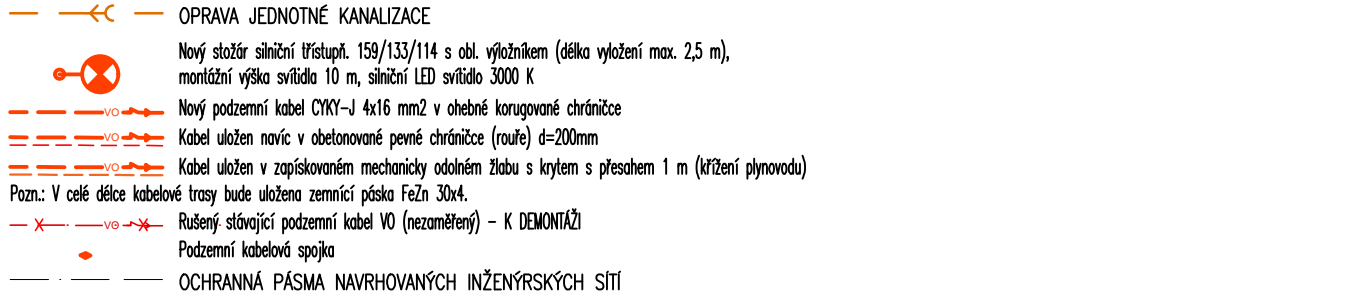 OPRAVA JEDNOTNÉ KANALIZACE
Nový stožár silniční třístupň. 159/133/114 s obl. výložníkem (délka vyložení max. 2,5 m),
montážní výška svítidla 10 m, silniční LED svítidlo 3000 K
VO Nový podzemní kabel CYKY-J 4x16 mm2 v ohebné korugované chráničce
VO Kabel uložen navíc v obetonované pevné chráničce (rouře) d=200mm
VO Kabel uložen v zapískovaném mechanicky odolném žlabu s krytem s přesahem 1 m (křížení plynovodu)
Pozn.: V celé délce kabelové trasy bude uložena zemnící páska FeZn 30x4.
VO Rušený stávající podzemní kabel VO (nezaměřený) - K DEMONTÁŽI
Podzemní kabelová spojka
OCHRANNÁ PÁSMA NAVRHOVANÝCH INŽENÝRSKÝCH SÍTÍ